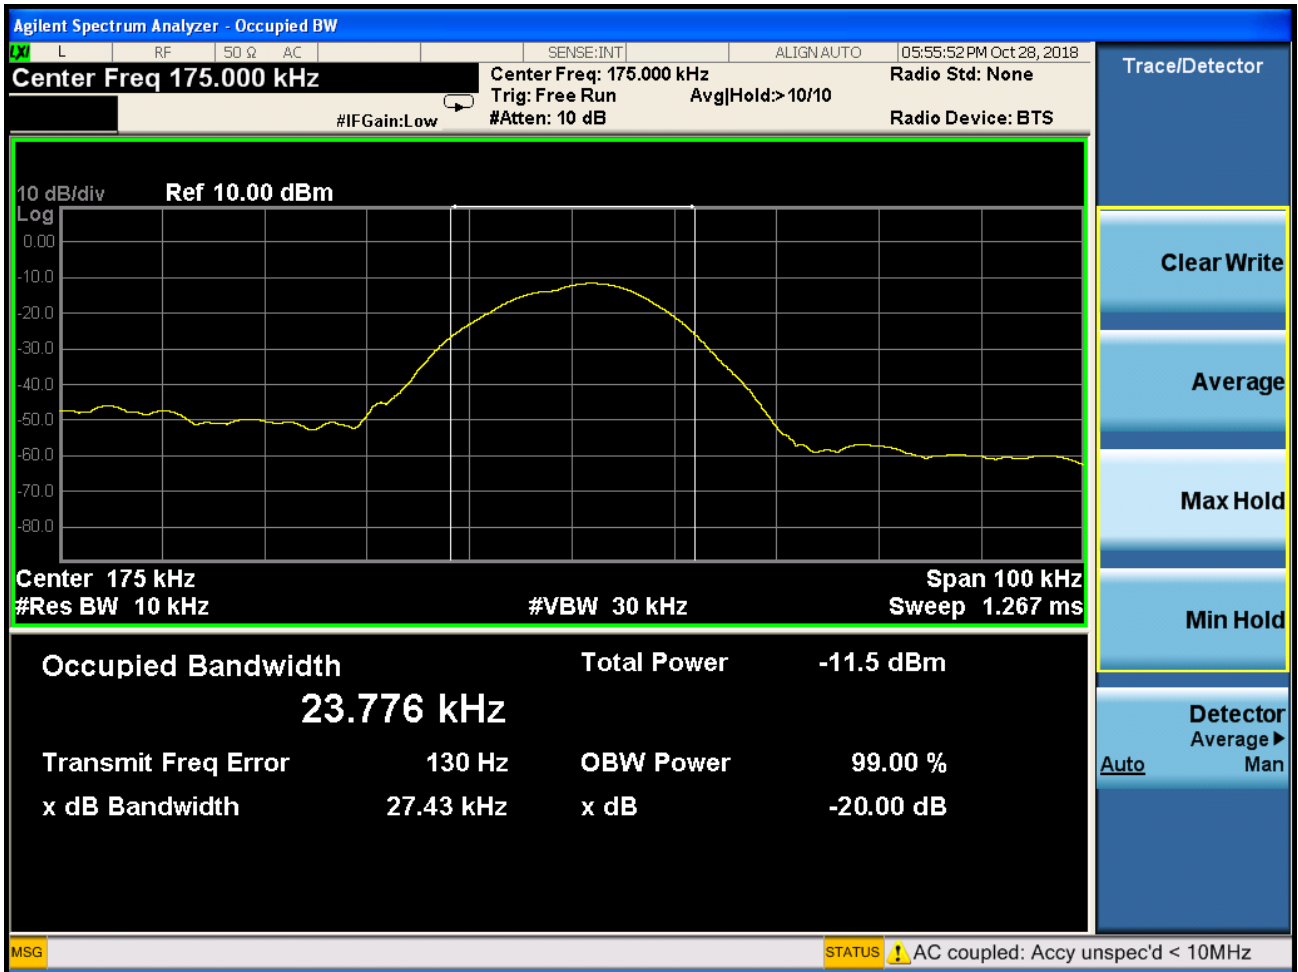 Agilent Spectrum Analyzer - Occupied BW
LXI L RF 50 Ω AC SENSE:INT ALIGN AUTO 05:55:52 PM Oct 28, 2018
Center Freq 175.000 kHz
Center Freq: 175.000 kHz
Radio Std: None
Trig: Free Run
Avg|Hold:> 10/10
#IFGain:Low
#Atten: 10 dB
Radio Device: BTS
10 dB/div
Ref 10.00 dBm
Log
0.00
-10.0
-20.0
-30.0
-40.0
-50.0
-60.0
-70.0
-80.0
Center 175 kHz
Span 100 kHz
#Res BW 10 kHz
#VBW 30 kHz
Sweep 1.267 ms
Occupied Bandwidth
Total Power
-11.5 dBm
23.776 kHz
Transmit Freq Error
130 Hz
OBW Power
99.00 %
x dB Bandwidth
27.43 kHz
x dB
-20.00 dB
Trace/Detector
Clear Write
Average
Max Hold
Min Hold
Detector
Average
Auto
Man
MSG
STATUS
AC coupled: Accy unspec'd < 10MHz